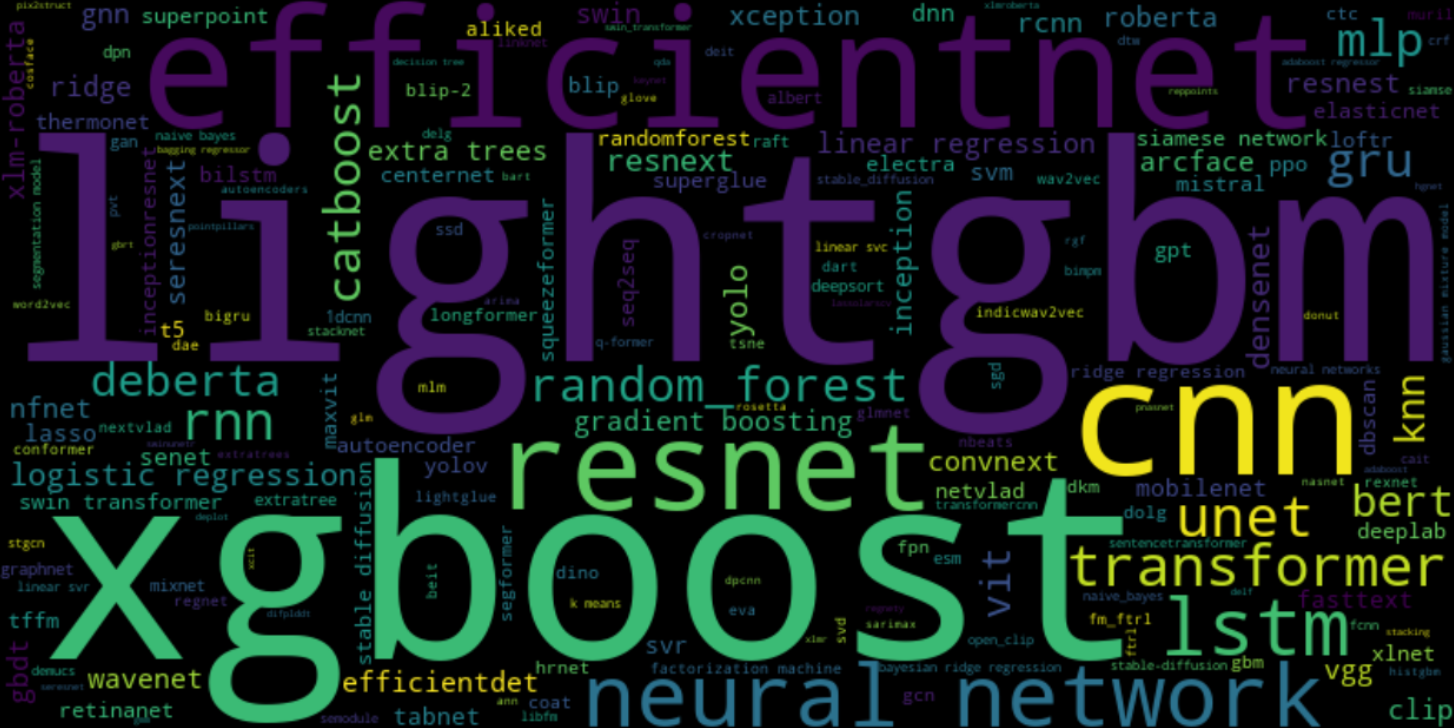 pix2struct
gnn
superpoint
swin
swin_transformer
xception
dnn
xlmroberta
rcnn
roberta
ctc
muril
xlm-roberta
cosface
dpn
efficientnet
aliked
linknet
deit
dtw
mlp
crf
decision tree
qda
adaboost regressor
ridge
blip-2
blip
keynet
glove
albert
reppoints
resnest
siamse
elasticnet
thermonet
gan
naive bayes
bagging regressor
catboost
delg
extra trees
randomforest
raft
linear regression
siamese network
loftr
resnext
electra
svm
wav2vec
arcface
ppo
gru
bilstm
autoencoders
centernet
bart
superglue
stable_diffusion
mistral
hgnet
segmentation model
pvt
inceptionresnet
seresnext
lightgbm
pointpillars
ssd
squeezeformer
cropnet
inception
rgf
gpt
densenet
gaussian mixture model
gbrt
seq2seq
yolo
linear svc
dart
deepsort
bimpm
word2vec
bigru
t5
dae
1dcnn
stacknet
arima
longformer
q-former
tsne
indicwav2vec
donut
deberta
maxvit
mlm
random_forest
sgd
ridge regression
neural networks
nfnet
lasso
nextvlad
rnn
glm
rosetta
gradient boosting
glmnet
cnn
pnasnet
dbscan
knn
conformer
extratrees
senet
autoencoder
yolov
resnet
nbeats
convnext
cait
adaboost
logistic regression
swin transformer
extratree
stable diffusion
lightglue
netvlad
transformercnn
dkm
mobilenet
nasnet
rexnet
dolg
unet
bert
deeplab
deplot
xgboost
stgcn
graphnet
linear svr
mixnet
regnet
xcit
beit
segformer
fpn
esm
vit
sentencetransformer
transformer
dino
dpcnn
k means
eva
naive_bayes
delf
fasttext
tffm
difplddt
regnety
sarimax
svd
xlmr
fm_ftrl
ftrl
lstm
fcnn
stacking
svr
open_clip
xlnet
gbdt
demucs
seresnet
wavenet
efficientdet
hrnet
factorization machine
bayesian ridge regression
stable-diffusion
gbm
vgg
histgbm
retinanet
semodule
tabnet
ann
coat
libfm
neural network
gcn
clip